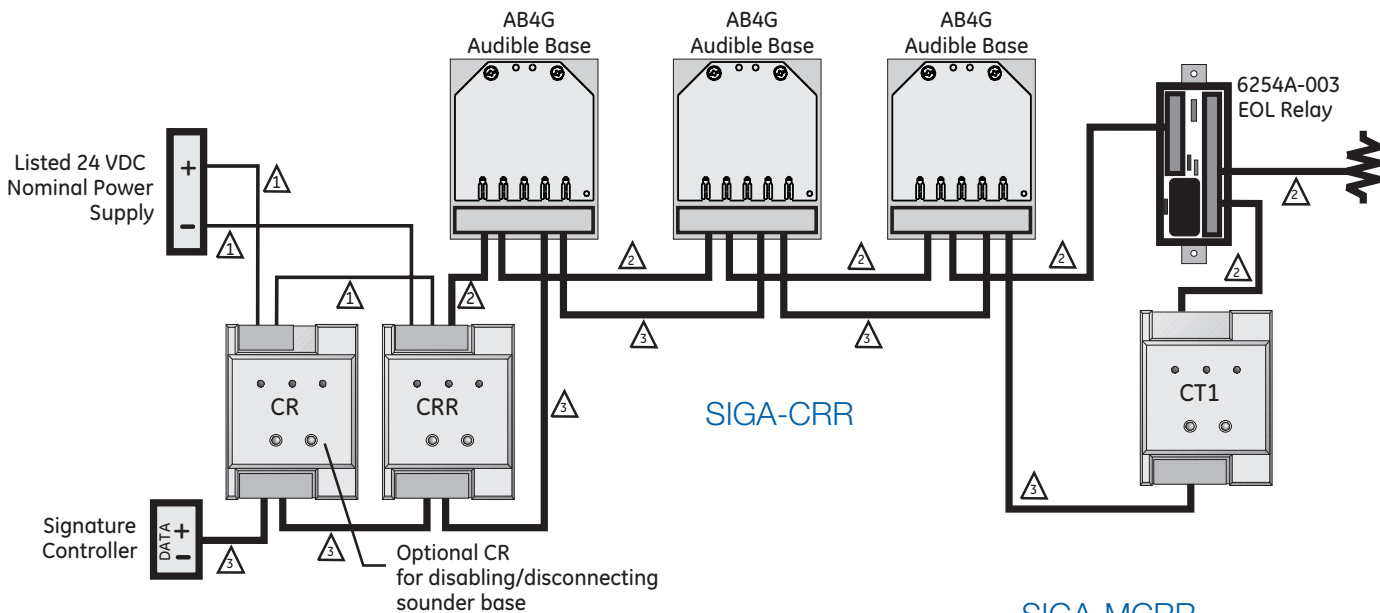 AB4G
Audible Base
AB4G
Audible Base
AB4G
Audible Base
6254A-003
EOL Relay
Listed 24 VDC
Nominal Power
Supply
+
-
1
1
1
2
2
2
2
2
2
3
3
CR
CRR
3
SIGA-CRR
CT1
3
Signature
Controller
DATA
+
-
3
3
Optional CR
for disabling/disconnecting
sounder base